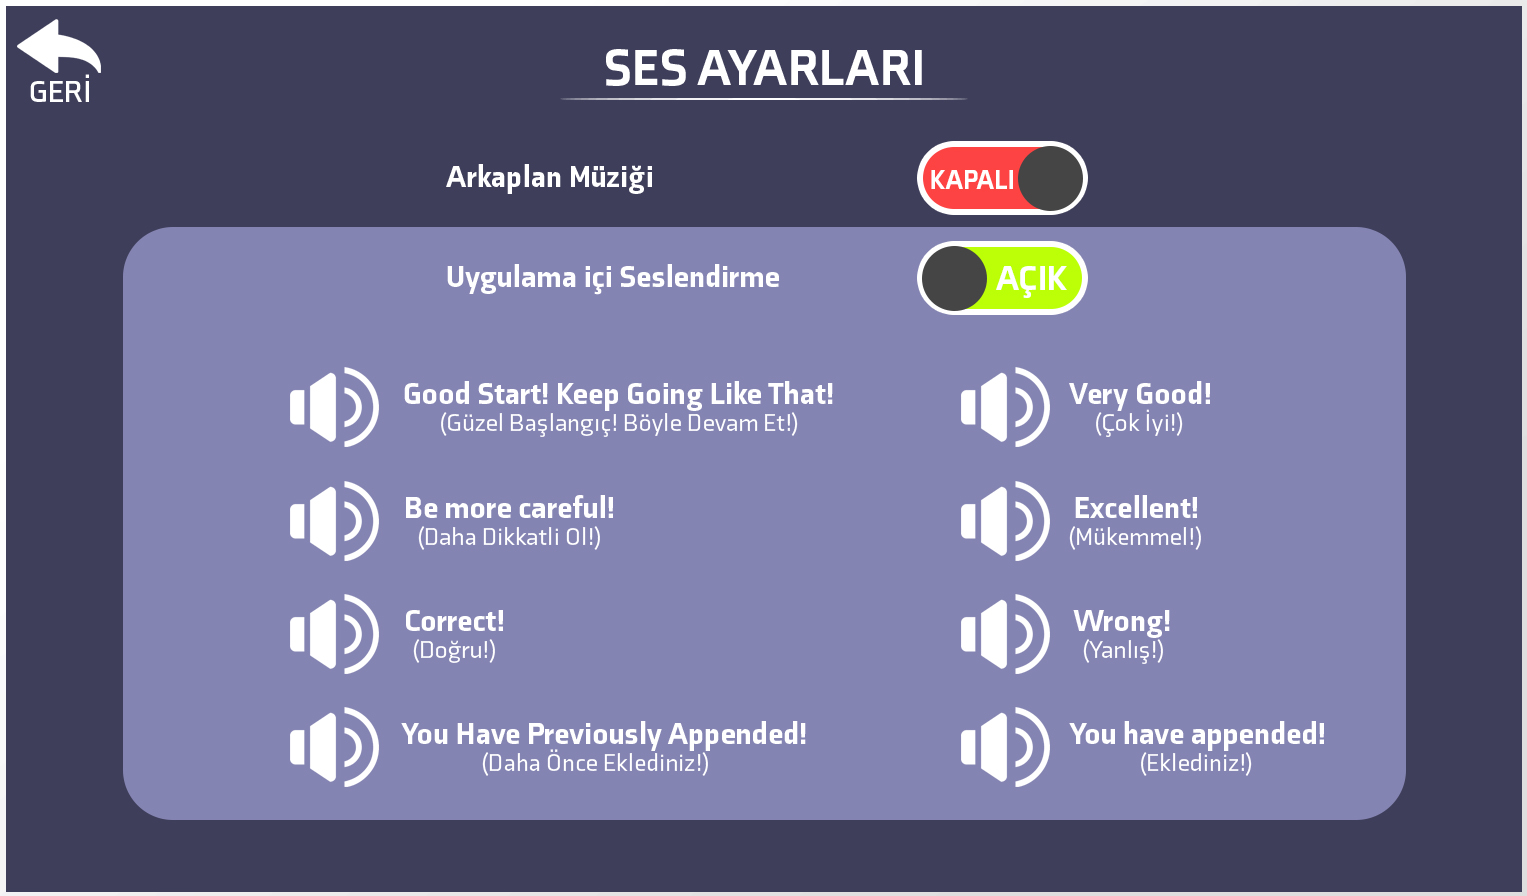 GERİ
SES AYARLARI
Arkaplan Müziği
KAPALI
Uygulama içi Seslendirme
AÇIK
Good Start! Keep Going Like That!
(Güzel Başlangıç! Böyle Devam Et!)
Very Good!
(Çok İyi!)
Be more careful!
(Daha Dikkatli Ol!)
Excellent!
(Mükemmel!)
Correct!
(Doğru!)
Wrong!
(Yanlış!)
You Have Previously Appended!
(Daha Önce Eklediniz!)
You have appended!
(Eklediniz!)